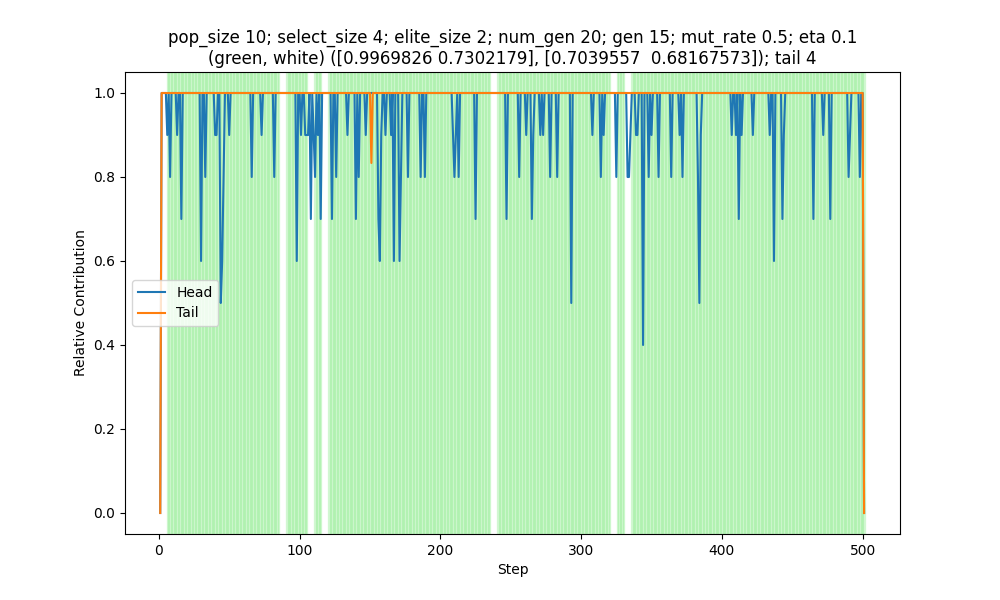 pop_size 10; select_size 4; elite_size 2; num_gen 20; gen 15; mut_rate 0.5; eta 0.1
(green, white) ([0.9969826 0.7302179], [0.7039557  0.68167573]); tail 4
1.0
0.8
0.6
0.4
0.2
0.0
Relative Contribution
Head
Tail
0
100
200
300
400
500
Step